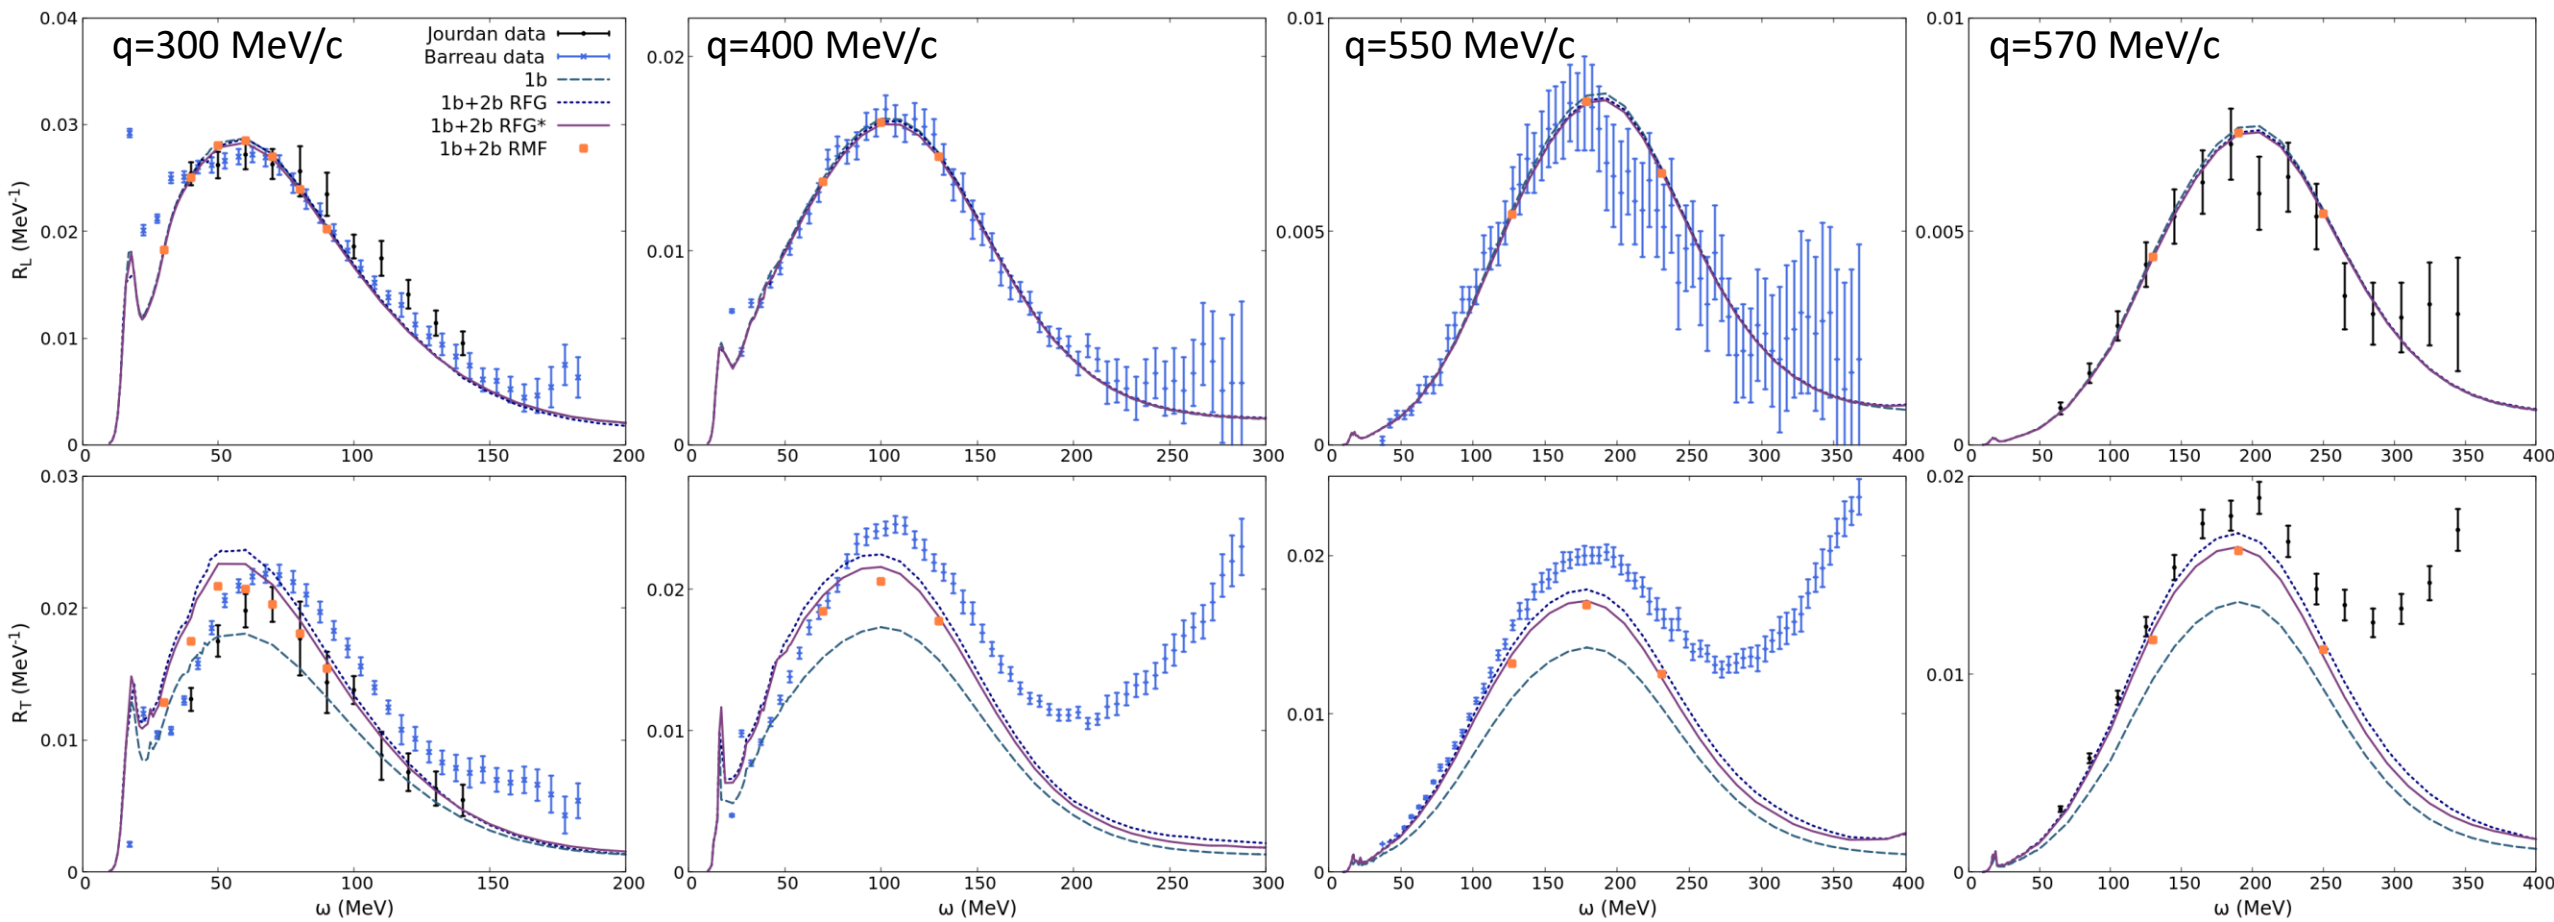 q=300 MeV/c
q=400 MeV/c
q=550 MeV/c
q=570 MeV/c
Jourdan data
Barreau data
1b
1b+2b RFG
1b+2b RFG*
1b+2b RMF
R_L (MeV⁻¹)
0.04
0.03
0.02
0.01
0
0 50 100 150 200
0.02
0.01
0
0 50 100 150 200 250 300
0.01
0.005
0
0 50 100 150 200 250 300 350 400
0.01
0.005
0
0 50 100 150 200 250 300 350 400
R_T (MeV⁻¹)
0.03
0.02
0.01
0
0 50 100 150 200
ω (MeV)
0.02
0.01
0
0 50 100 150 200 250 300
ω (MeV)
0.02
0.01
0
0 50 100 150 200 250 300 350 400
ω (MeV)
0.02
0.01
0
0 50 100 150 200 250 300 350 400
ω (MeV)